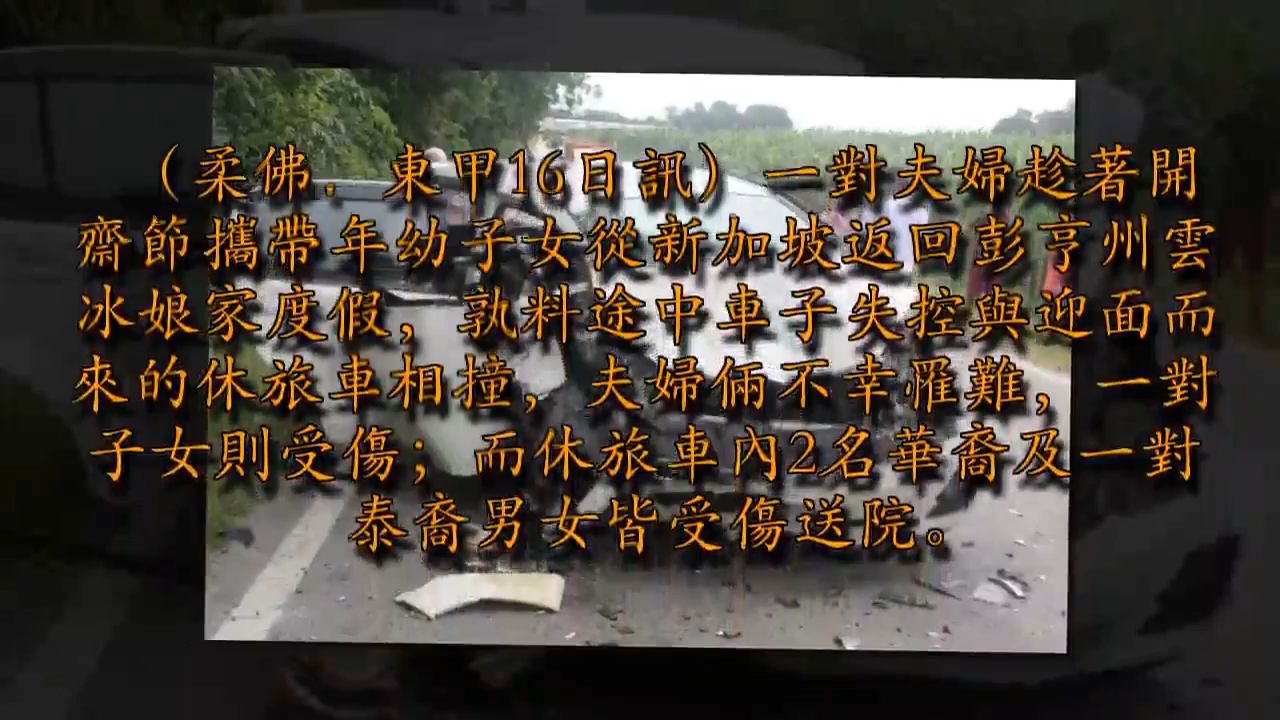 （柔佛．東甲16日訊）一對夫婦趁著開
齋節攜帶年幼子女從新加坡返回彭亨州雲
冰娘家度假，孰料途中車子失控與迎面而
來的休旅車相撞，夫婦倆不幸罹難，一對
子女則受傷；而休旅車內2名華裔及一對
泰裔男女皆受傷送院。